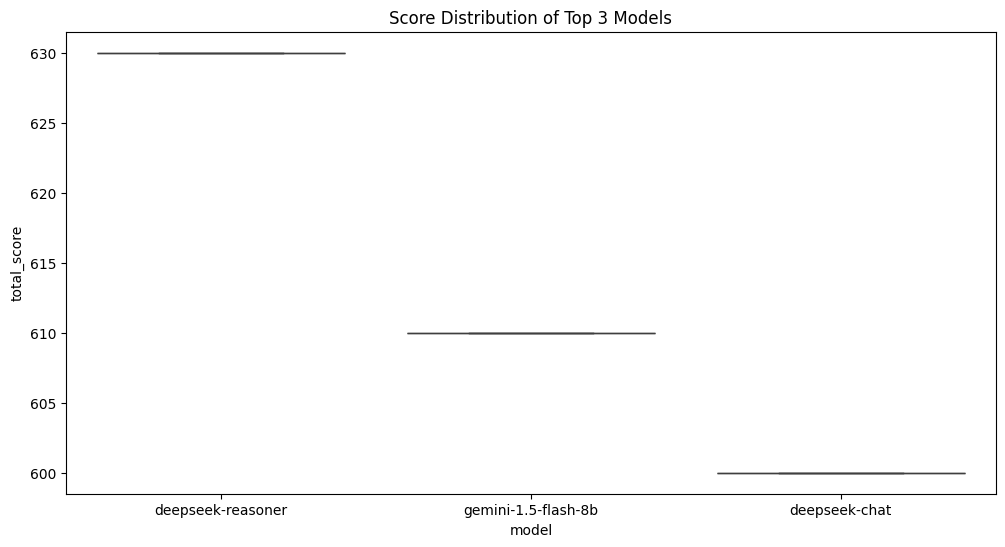 Score Distribution of Top 3 Models
total_score
630
625
620
615
610
605
600
deepseek-reasoner
gemini-1.5-flash-8b
deepseek-chat
model